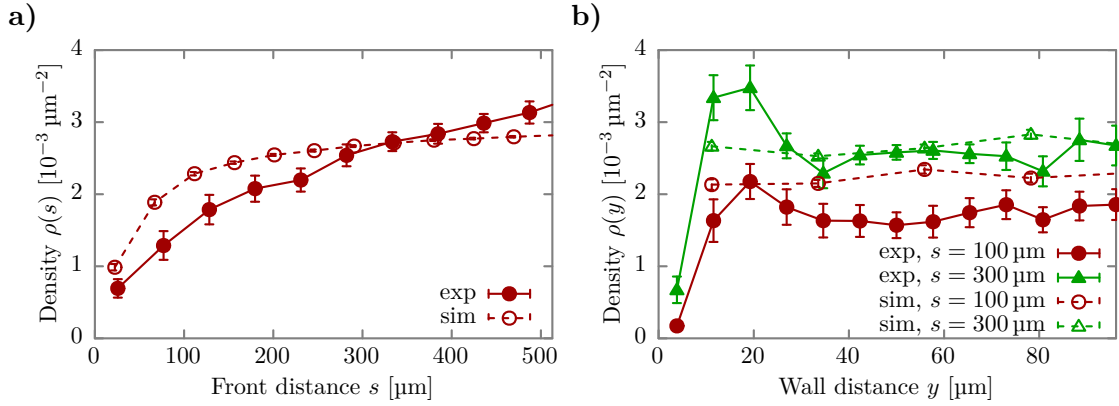 a)
Density ρ(s) [10⁻³ µm⁻²]
4
3
2
1
0
0 100 200 300 400 500
Front distance s [µm]
exp
sim
b)
Density ρ(y) [10⁻³ µm⁻²]
4
3
2
1
0
0 20 40 60 80
Wall distance y [µm]
exp, s = 100 µm
exp, s = 300 µm
sim, s = 100 µm
sim, s = 300 µm